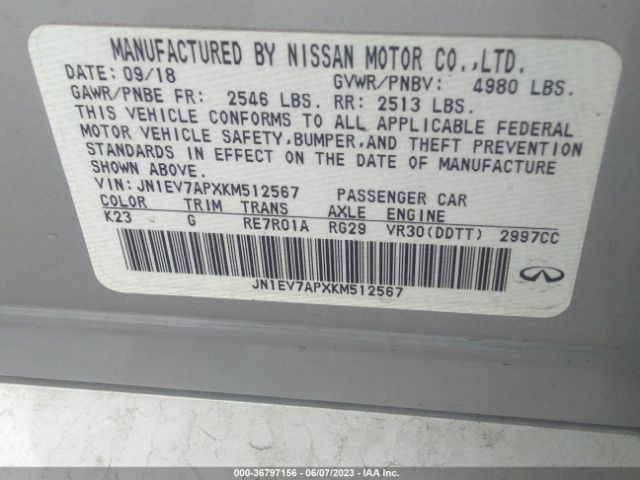 MANUFACTURED BY NISSAN MOTOR CO.,LTD.
DATE: 09/18 GVWR/PNBV: 4980 LBS.
GAWR/PNBE FR: 2546 LBS. RR: 2513 LBS.
THIS VEHICLE CONFORMS TO ALL APPLICABLE FEDERAL
MOTOR VEHICLE SAFETY, BUMPER, AND THEFT PREVENTION
STANDARDS IN EFFECT ON THE DATE OF MANUFACTURE
SHOWN ABOVE.
VIN: JN1EV7APXKM512567 PASSENGER CAR
COLOR TRIM TRANS AXLE ENGINE
K23 G RE7R01A RG29 VR30(DDTT) 2997CC
JN1EV7APXKM512567
000-36797156 - 06/07/2023 - IAA Inc.